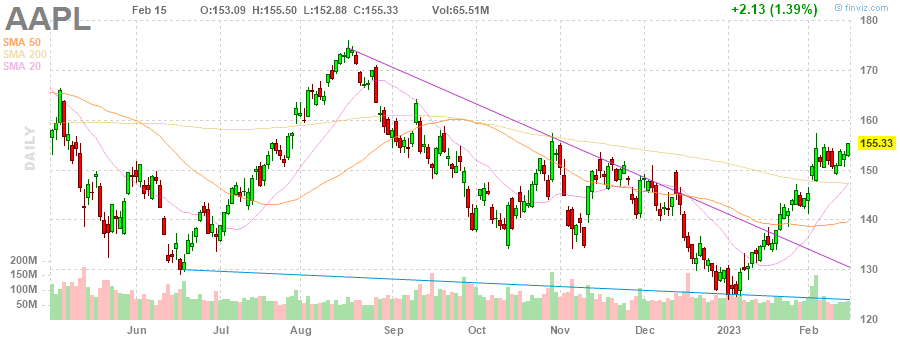 AAPL Feb 15 O:153.09 H:155.50 L:152.88 C:155.33 Vol:65.51M +2.13 (1.39%) © finviz.com
SMA 50
SMA 200
SMA 20
DAILY
180
170
160
155.33
150
140
130
120
200M
150M
100M
50M
Jun Jul Aug Sep Oct Nov Dec 2023 Feb